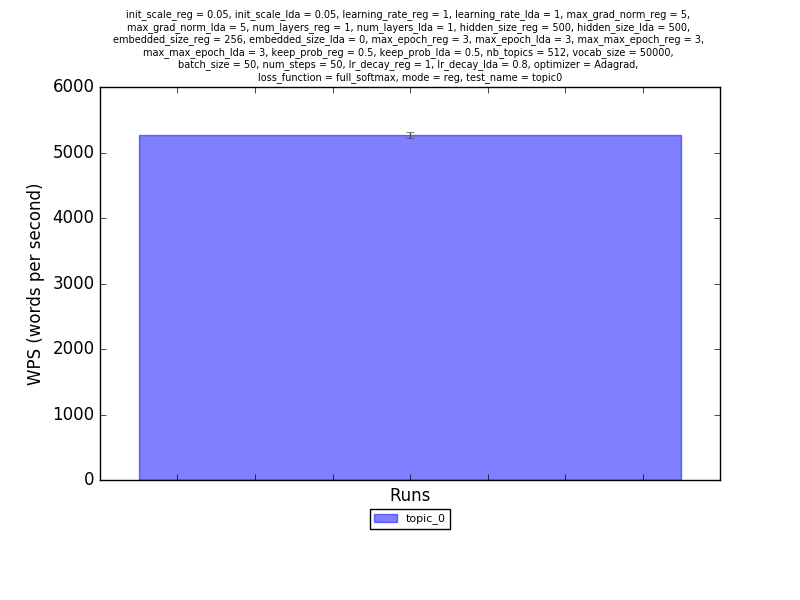 init_scale_reg = 0.05, init_scale_lda = 0.05, learning_rate_reg = 1, learning_rate_lda = 1, max_grad_norm_reg = 5,
max_grad_norm_lda = 5, num_layers_reg = 1, num_layers_lda = 1, hidden_size_reg = 500, hidden_size_lda = 500,
embedded_size_reg = 256, embedded_size_lda = 0, max_epoch_reg = 3, max_epoch_lda = 3, max_max_epoch_reg = 3,
max_max_epoch_lda = 3, keep_prob_reg = 0.5, keep_prob_lda = 0.5, nb_topics = 512, vocab_size = 50000,
batch_size = 50, num_steps = 50, lr_decay_reg = 1, lr_decay_lda = 0.8, optimizer = Adagrad,
loss_function = full_softmax, mode = reg, test_name = topic0
6000
5000
4000
3000
2000
1000
0
WPS (words per second)
Runs
topic_0